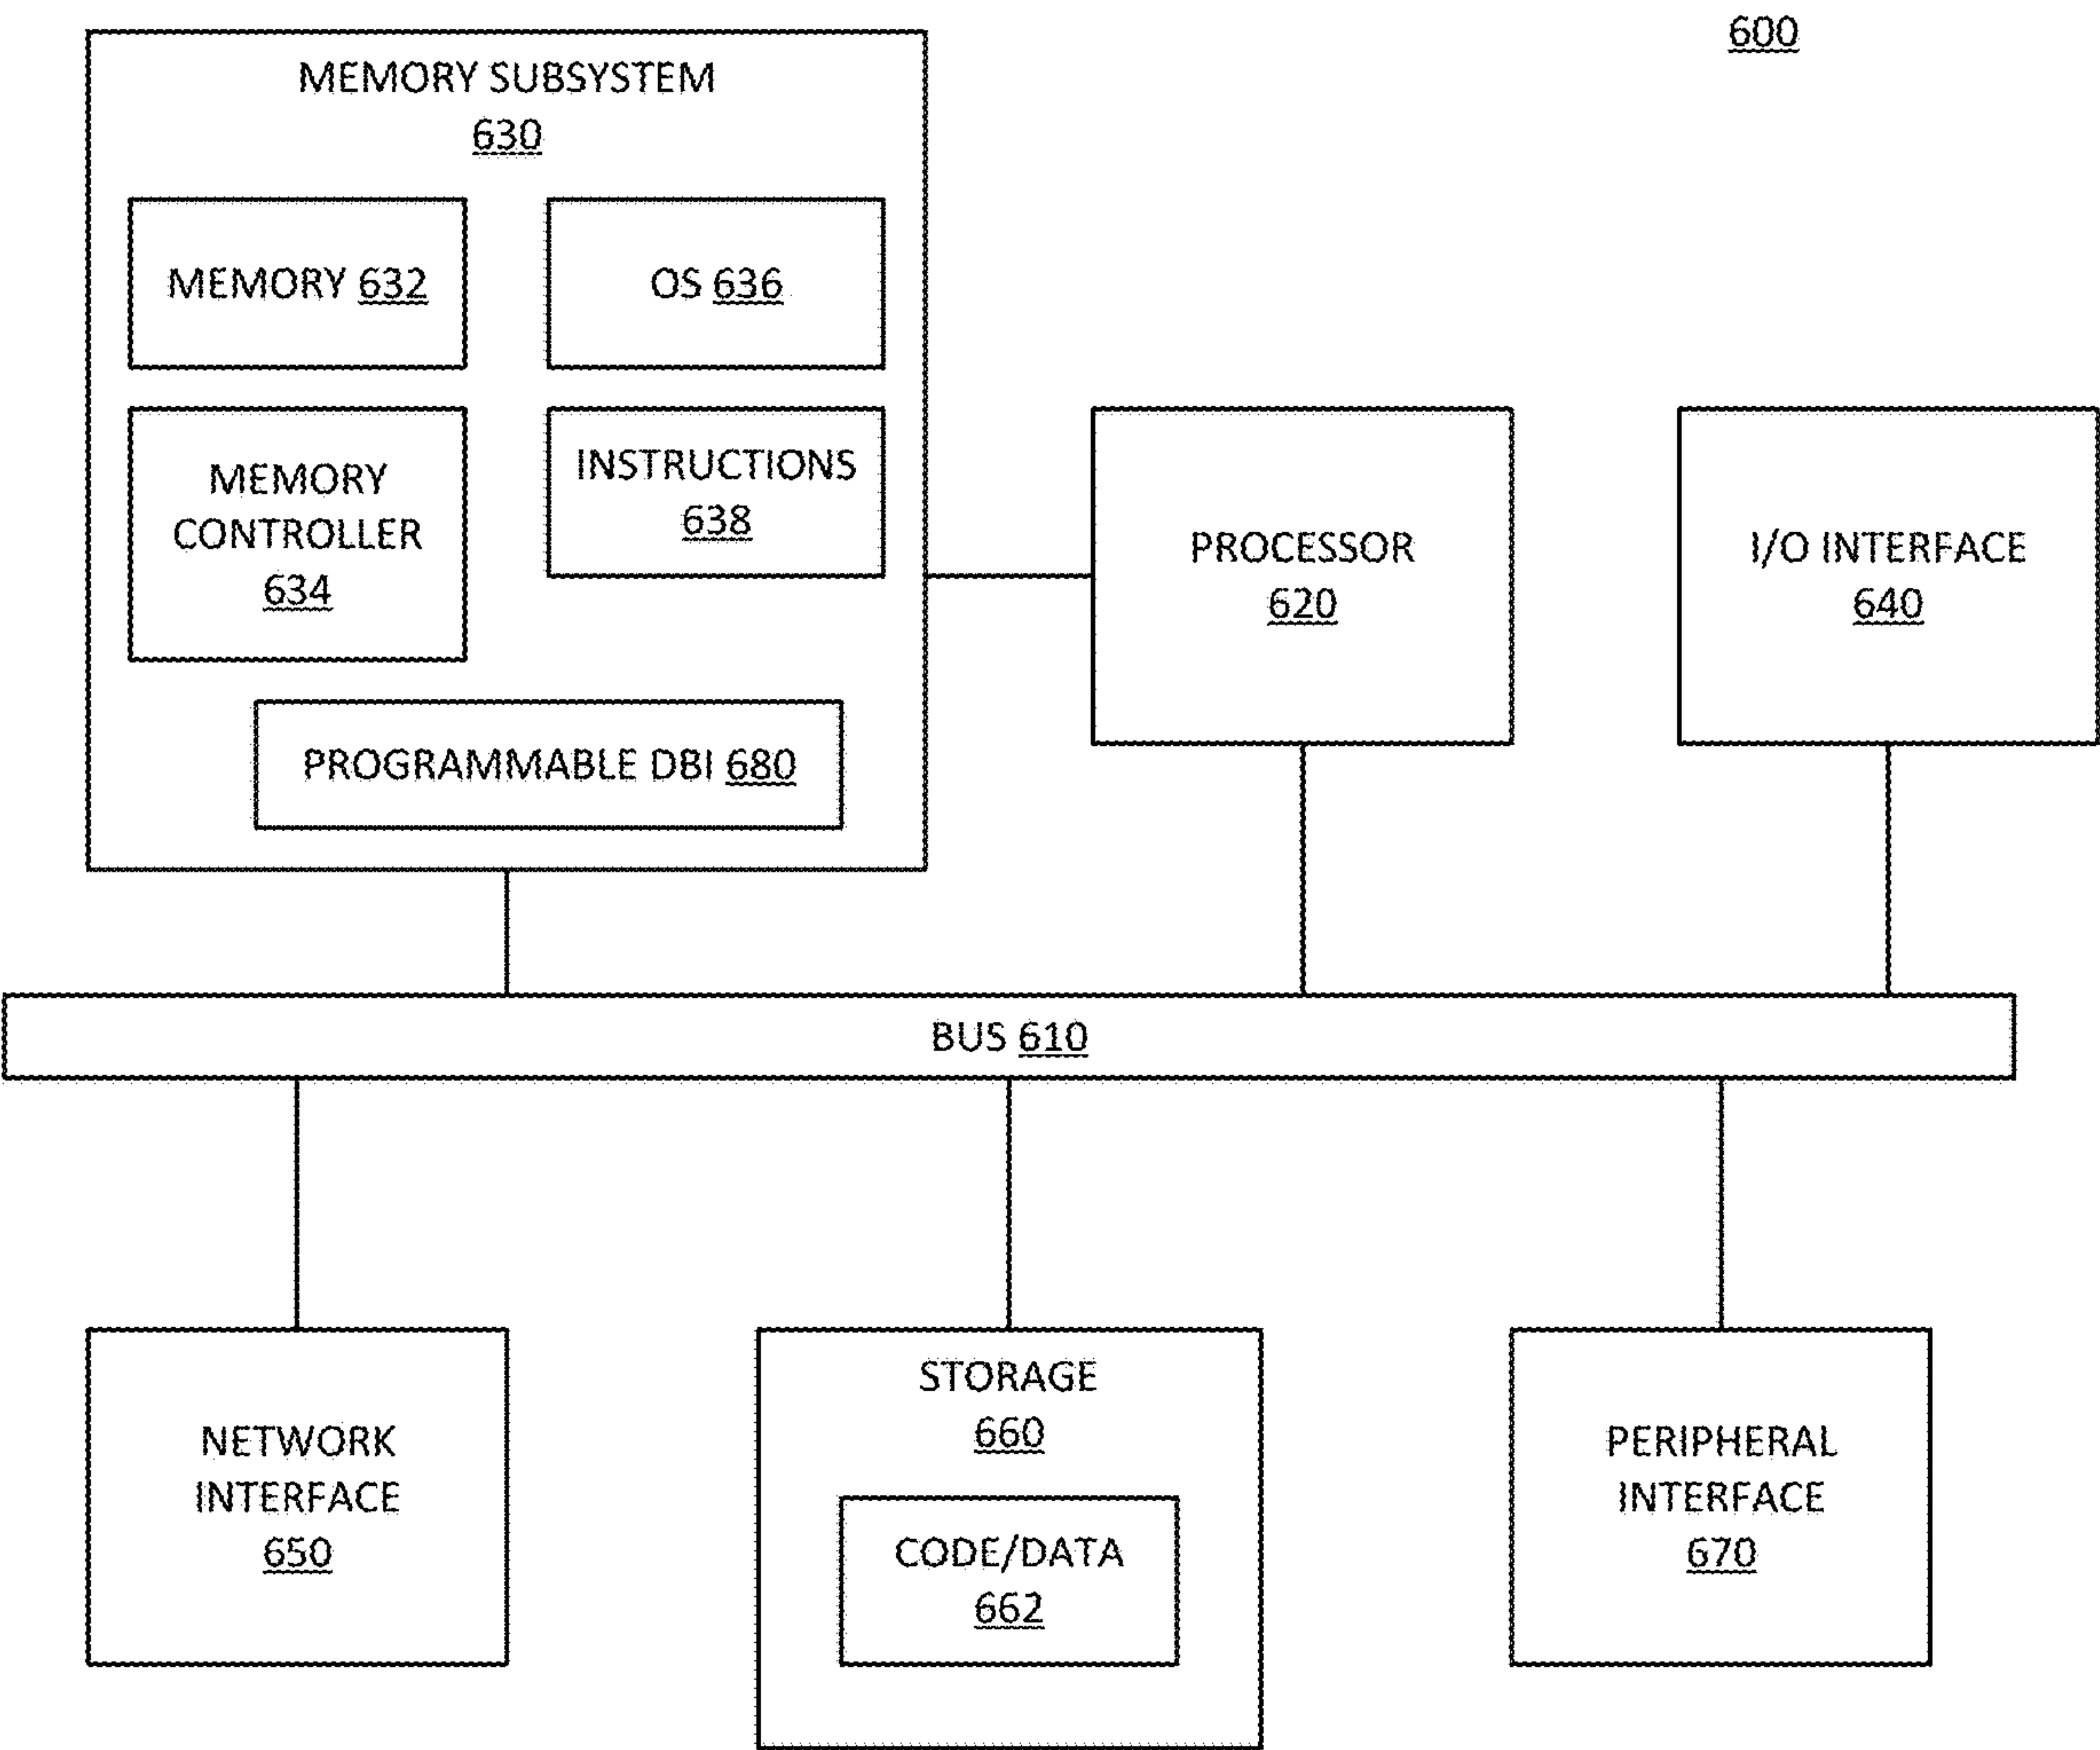 600
MEMORY SUBSYSTEM
630
MEMORY 632
OS 636
MEMORY
CONTROLLER
634
INSTRUCTIONS
638
PROGRAMMABLE DBI 680
PROCESSOR
620
I/O INTERFACE
640
BUS 610
NETWORK
INTERFACE
650
STORAGE
660
CODE/DATA
662
PERIPHERAL
INTERFACE
670